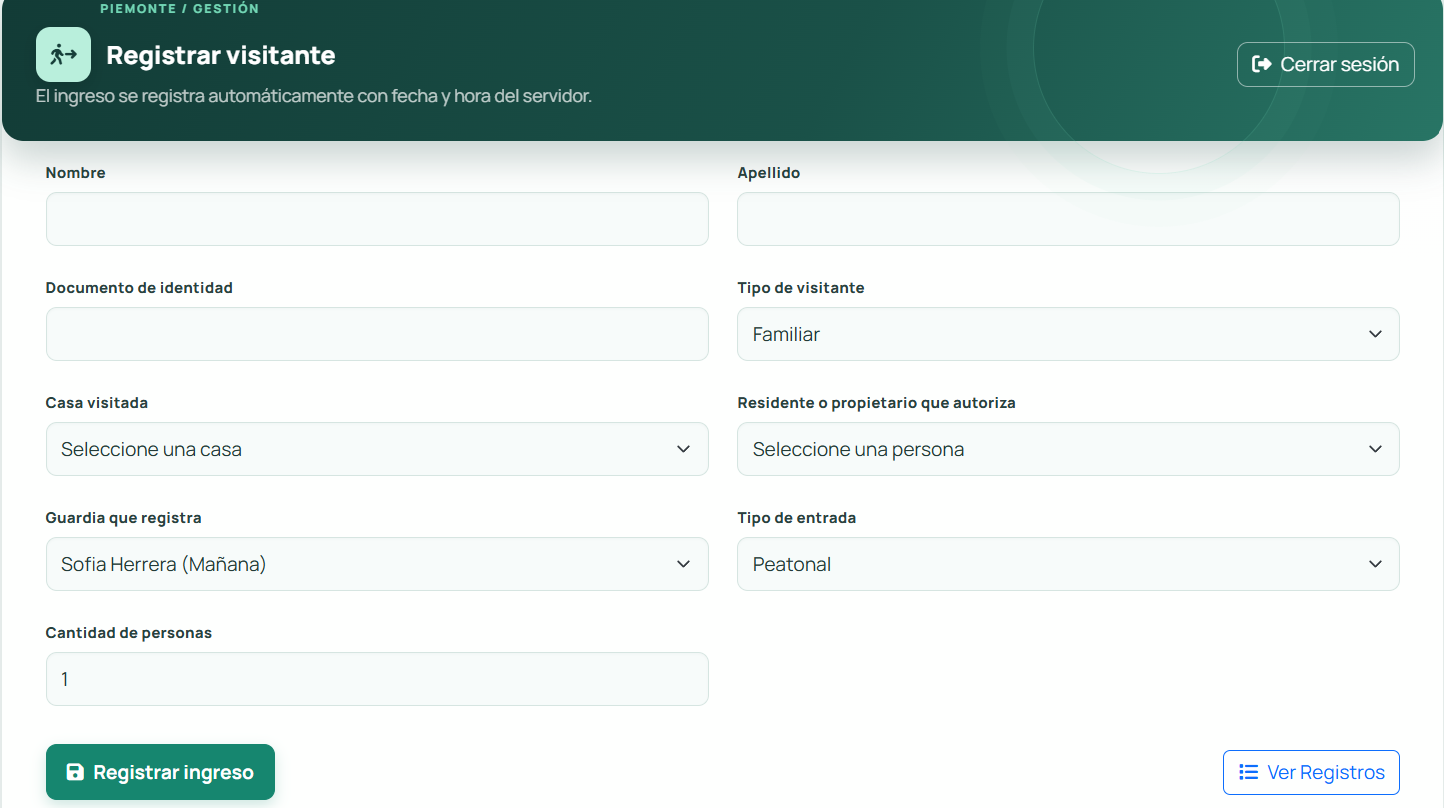 PIEMONTE / GESTIÓN
Registrar visitante
El ingreso se registra automáticamente con fecha y hora del servidor.
Cerrar sesión
Nombre
Apellido
Documento de identidad
Tipo de visitante
Familiar
Casa visitada
Residente o propietario que autoriza
Seleccione una casa
Seleccione una persona
Guardia que registra
Tipo de entrada
Sofia Herrera (Mañana)
Peatonal
Cantidad de personas
1
Registrar ingreso
Ver Registros